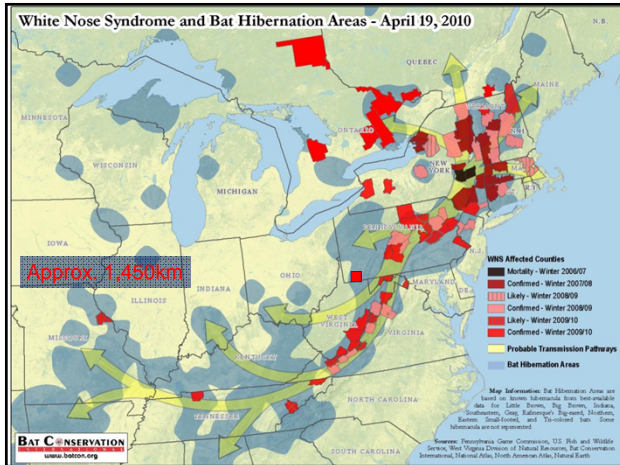 White Nose Syndrome and Bat Hibernation Areas - April 19, 2010
N.B.
QUEBEC
MAINE
MINNESOTA
ONTARIO
N.H.
WISCONSIN
NEW YORK
MICHIGAN
PENNSYLVANIA
IOWA
N.J.
Approx. 1,450km
OHIO
MARYLAND
DE.
ILLINOIS
INDIANA
WEST VIRGINIA
VIRGINIA
MISSOURI
KENTUCKY
NORTH CAROLINA
TENNESSEE
SOUTH CAROLINA
WNS Affected Counties
Mortality - Winter 2006/07
Confirmed - Winter 2007/08
Likely - Winter 2008/09
Confirmed - Winter 2008/09
Likely - Winter 2009/10
Confirmed - Winter 2009/10
Probable Transmission Pathways
Bat Hibernation Areas
Map Information: Bat Hibernation Areas are
based on known hibernacula from best-available
data for Little Brown, Big Brown, Indiana,
Southeastern, Gray, Rafinesque's Big-eared, Northern,
Eastern Small-footed, and Tri-colored bats. Some
hibernacula are not represented.
Sources: Pennsylvania Game Commission, U.S. Fish and Wildlife
Service, West Virginia Division of Natural Resources, Bat Conservation
International, National Atlas, North American Atlas, Natural Earth
BAT CONSERVATION
INTERNATIONAL
www.batcon.org